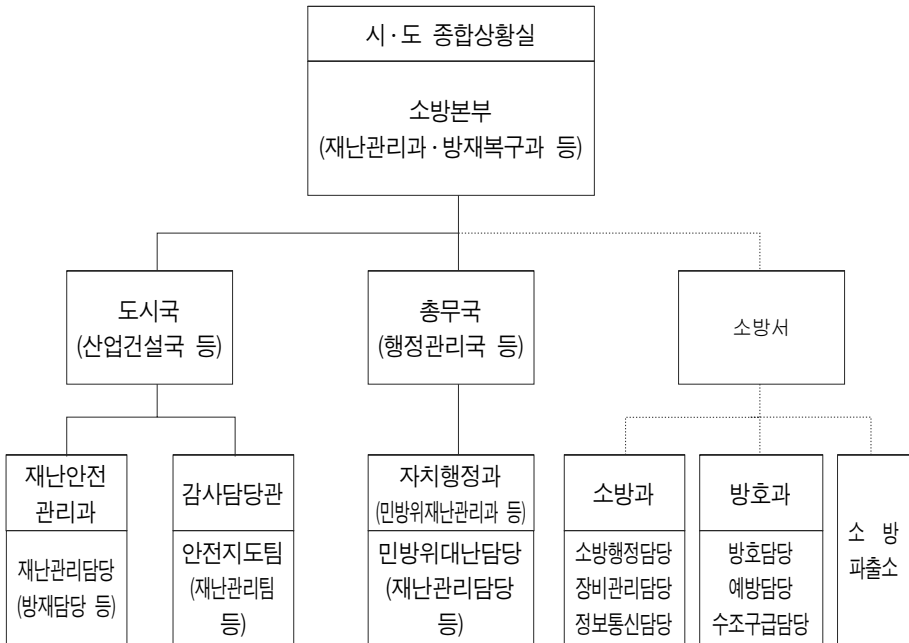 시·도 종합상황실
소방본부
(재난관리과·방재복구과 등)
도시국
(산업건설국 등)
총무국
(행정관리국 등)
소방서
재난안전
관리과
재난관리담당
(방재담당 등)
감사담당관
안전지도팀
(재난관리팀
등)
자치행정과
(민방위재난관리과 등)
민방위대난담당
(재난관리담당
등)
소방과
소방행정담당
장비관리담당
정보통신담당
방호과
방호담당
예방담당
수조구급담당
소 방
파출소